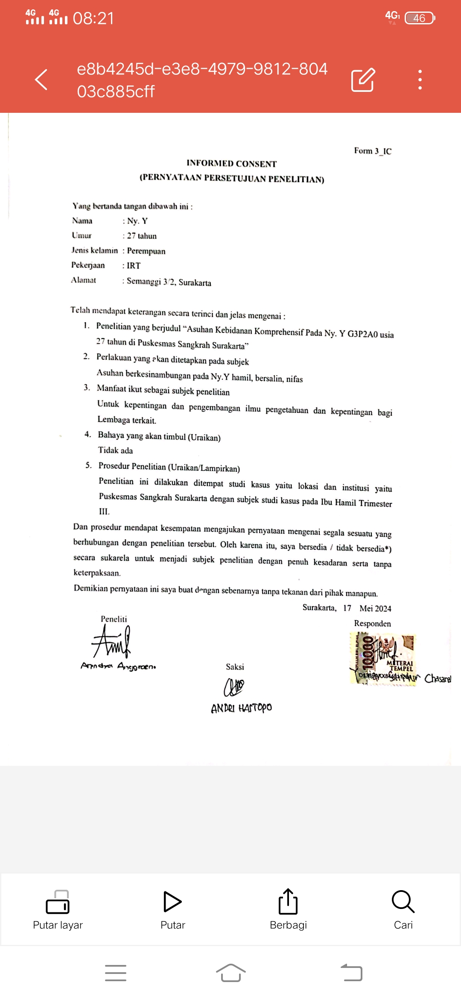 4G 4G 08:21 4G1 46
e8b4245d-e3e8-4979-9812-804
03c885cff
Form 3_IC
INFORMED CONSENT
(PERNYATAAN PERSETUJUAN PENELITIAN)
Yang bertanda tangan dibawah ini :
Nama : Ny. Y
Umur : 27 tahun
Jenis kelamin : Perempuan
Pekerjaan : IRT
Alamat : Semanggi 3/2, Surakarta
Telah mendapat keterangan secara terinci dan jelas mengenai :
1. Penelitian yang berjudul “Asuhan Kebidanan Komprehensif Pada Ny. Y G3P2A0 usia
27 tahun di Puskesmas Sangkrah Surakarta”
2. Perlakuan yang akan ditetapkan pada subjek
Asuhan berkesinambungan pada Ny.Y hamil, bersalin, nifas
3. Manfaat ikut sebagai subjek penelitian
Untuk kepentingan dan pengembangan ilmu pengetahuan dan kepentingan bagi
Lembaga terkait.
4. Bahaya yang akan timbul (Uraikan)
Tidak ada
5. Prosedur Penelitian (Uraikan/Lampirkan)
Penelitian ini dilakukan ditempat studi kasus yaitu lokasi dan institusi yaitu
Puskesmas Sangkrah Surakarta dengan subjek studi kasus pada Ibu Hamil Trimester
III.
Dan prosedur mendapat kesempatan mengajukan pernyataan mengenai segala sesuatu yang
berhubungan dengan penelitian tersebut. Oleh karena itu, saya bersedia / tidak bersedia*)
secara sukarela untuk menjadi subjek penelitian dengan penuh kesadaran serta tanpa
keterpaksaan.
Demikian pernyataan ini saya buat dengan sebenarnya tanpa tekanan dari pihak manapun.
Surakarta, 17 Mei 2024
Peneliti
Responden
10000
MITERAI
TEMPEL
Anggraeni
Saksi
Chasanah
ANDRI HASTOPO
Putar layar Putar Berbagi Cari